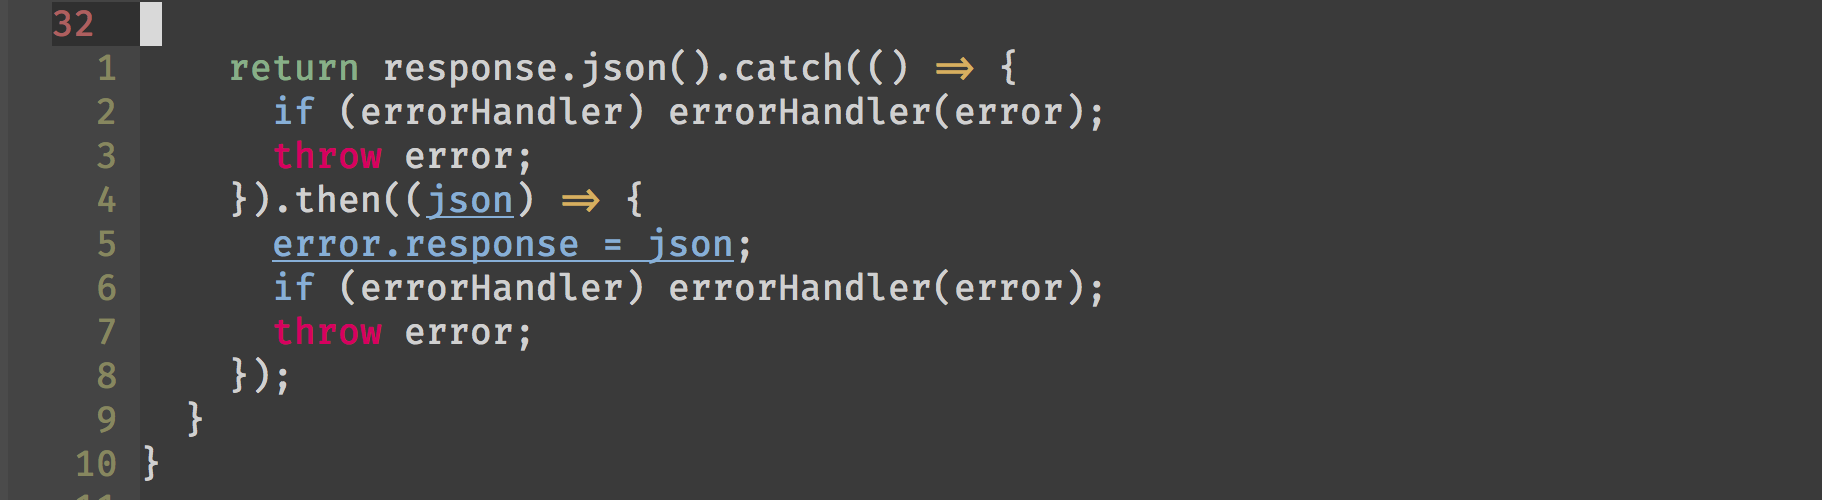 32
1 return response.json().catch(() => {
2 if (errorHandler) errorHandler(error);
3 throw error;
4 }).then((json) => {
5 error.response = json;
6 if (errorHandler) errorHandler(error);
7 throw error;
8 });
9 }
10 }